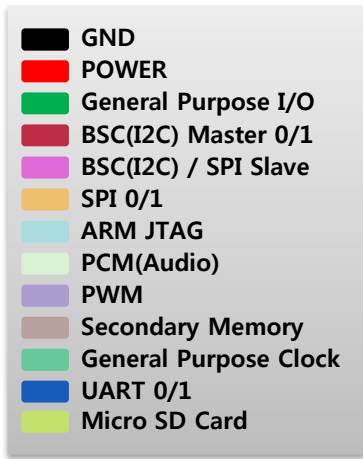 GND
POWER
General Purpose I/O
BSC(I2C) Master 0/1
BSC(I2C) / SPI Slave
SPI 0/1
ARM JTAG
PCM(Audio)
PWM
Secondary Memory
General Purpose Clock
UART 0/1
Micro SD Card